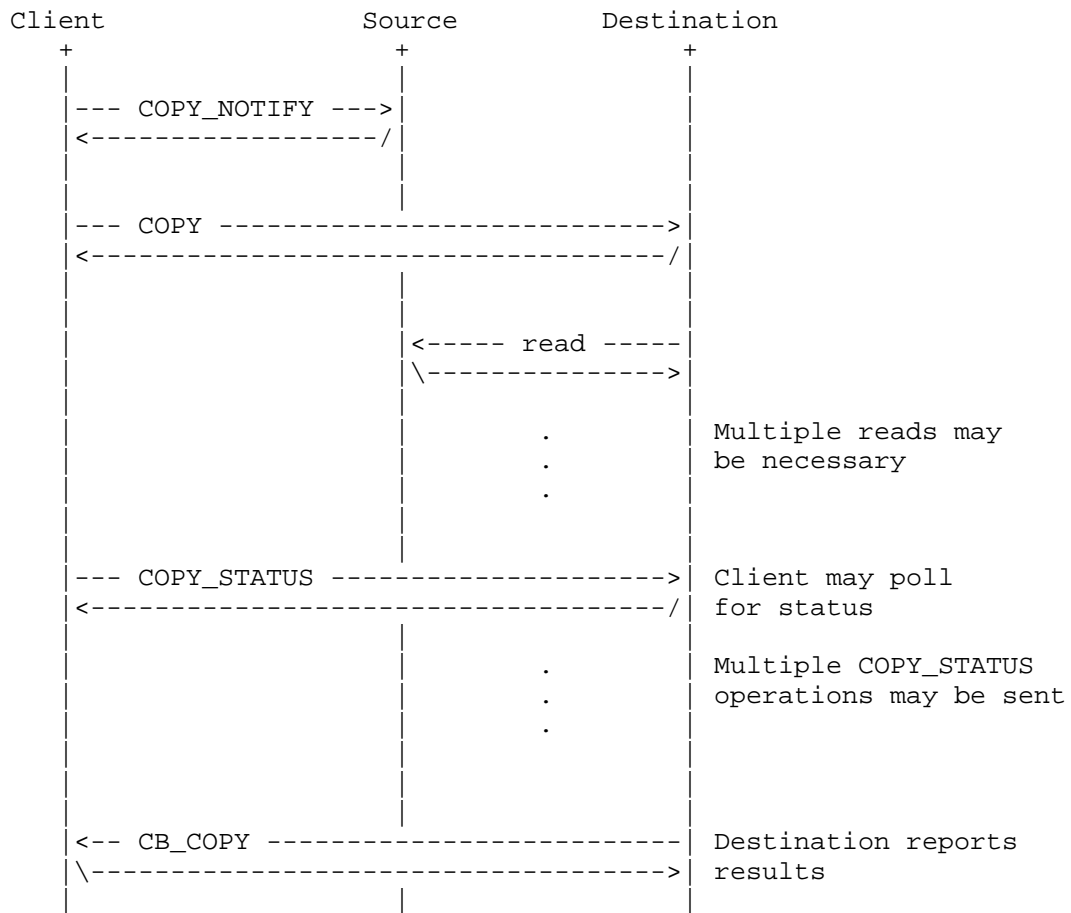 Client Source Destination
--- COPY_NOTIFY --->
<------------------/
--- COPY ---------------------------->
<------------------------------------/
<----- read -----
\--------------->
. Multiple reads may
. be necessary
.
--- COPY_STATUS --------------------->  Client may poll
<------------------------------------/  for status
. Multiple COPY_STATUS
. operations may be sent
.
<-- CB_COPY --------------------------  Destination reports
\------------------------------------>  results